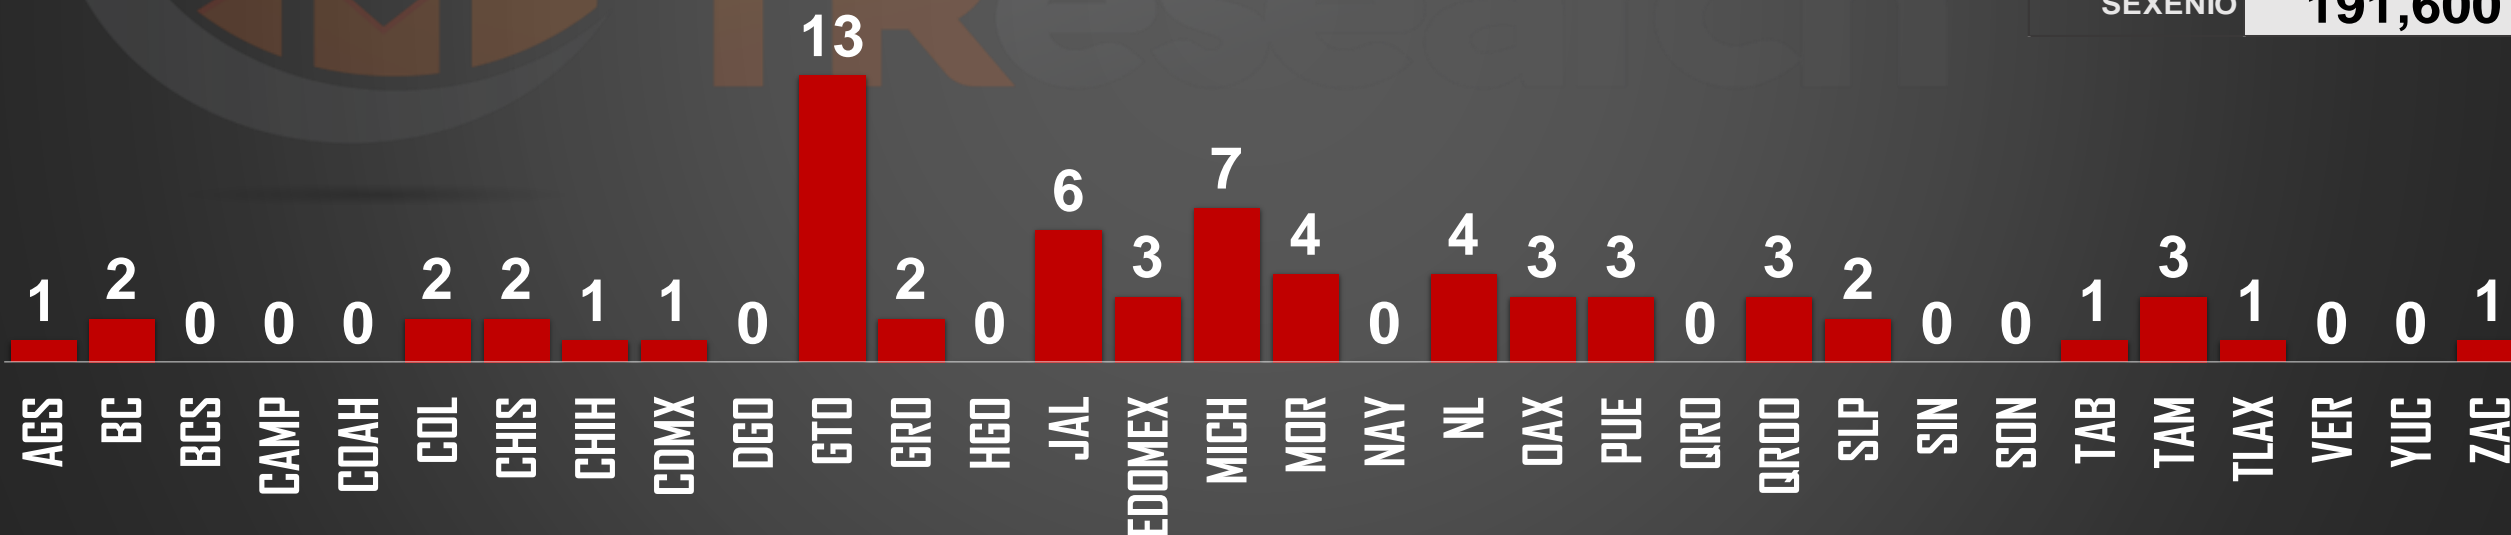 SEXENIO 191,600
TResearch
13
7
6
4 4
3 3 3 3 3
2 2 2 2 2
1 1 1 1 1 1
0 0 0 0 0 0 0 0 0 0 0
AGS BC BCS CAMP COAH COL CHIS CHIH CDMX DGO GTO GRO HGO JAL EDOMEX MICH MOR NAY NL OAX PUE QRO QROO SLP SIN SON TAB TAM TLAX VER YUC ZAC